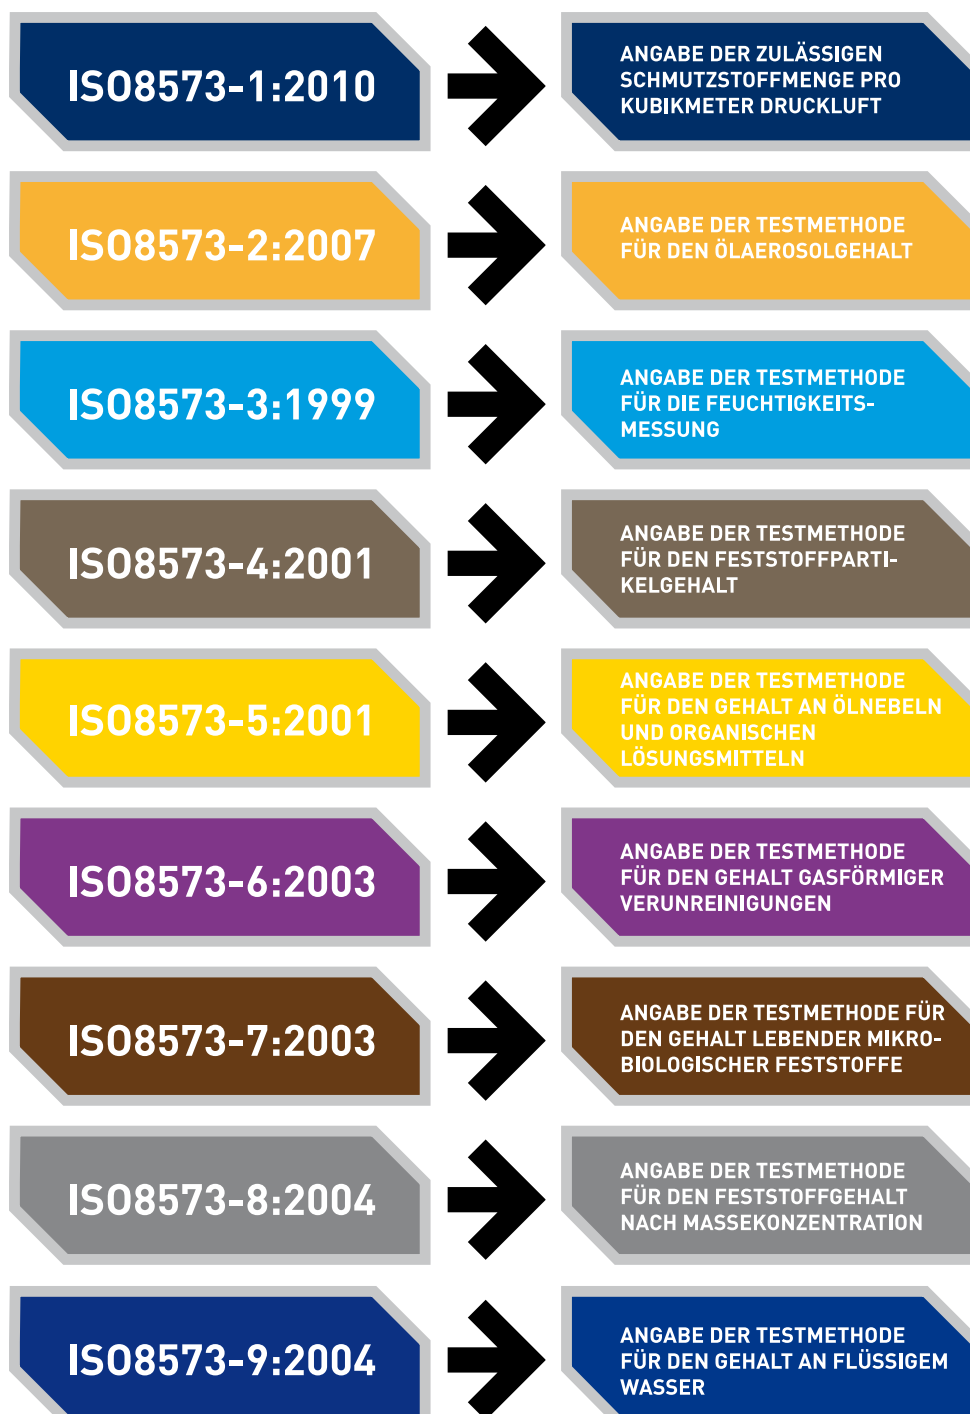 ISO8573-1:2010
ANGABE DER ZULÄSSIGEN
SCHMUTZSTOFFMENGE PRO
KUBIKMETER DRUCKLUFT
ISO8573-2:2007
ANGABE DER TESTMETHODE
FÜR DEN ÖLAEROSOLGEHALT
ISO8573-3:1999
ANGABE DER TESTMETHODE
FÜR DIE FEUCHTIGKEITS-
MESSUNG
ISO8573-4:2001
ANGABE DER TESTMETHODE
FÜR DEN FESTSTOFFPARTI-
KELGEHALT
ISO8573-5:2001
ANGABE DER TESTMETHODE
FÜR DEN GEHALT AN ÖLNEBELN
UND ORGANISCHEN
LÖSUNGSMITTELN
ISO8573-6:2003
ANGABE DER TESTMETHODE
FÜR DEN GEHALT GASFÖRMIGER
VERUNREINIGUNGEN
ISO8573-7:2003
ANGABE DER TESTMETHODE FÜR
DEN GEHALT LEBENDER MIKRO-
BIOLOGISCHER FESTSTOFFE
ISO8573-8:2004
ANGABE DER TESTMETHODE
FÜR DEN FESTSTOFFGEHALT
NACH MASSEKONZENTRATION
ISO8573-9:2004
ANGABE DER TESTMETHODE
FÜR DEN GEHALT AN FLÜSSIGEM
WASSER